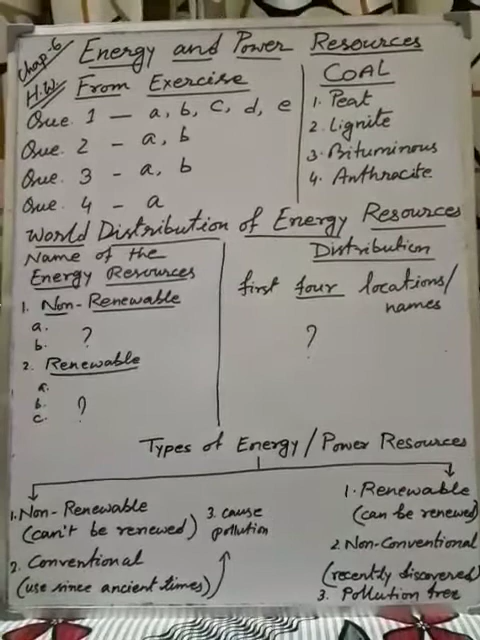 Chap. 6
Energy and Power Resources
H.W. From Exercise
Que. 1 - a, b, c, d, e
Que. 2 - a, b
Que. 3 - a, b
Que. 4 - a
COAL
1. Peat
2. Lignite
3. Bituminous
4. Anthracite
World Distribution of Energy Resources
Name of the
Energy Resources
1. Non-Renewable
a.
b. ?
2. Renewable
a.
b. ?
c.
Distribution
first four locations/
names
?
Types of Energy/Power Resources
1. Non-Renewable
(can't be renewed)
2. Conventional
(use since ancient times)
3. cause
pollution
1. Renewable
(can be renewed)
2. Non-Conventional
(recently discovered)
3. Pollution free